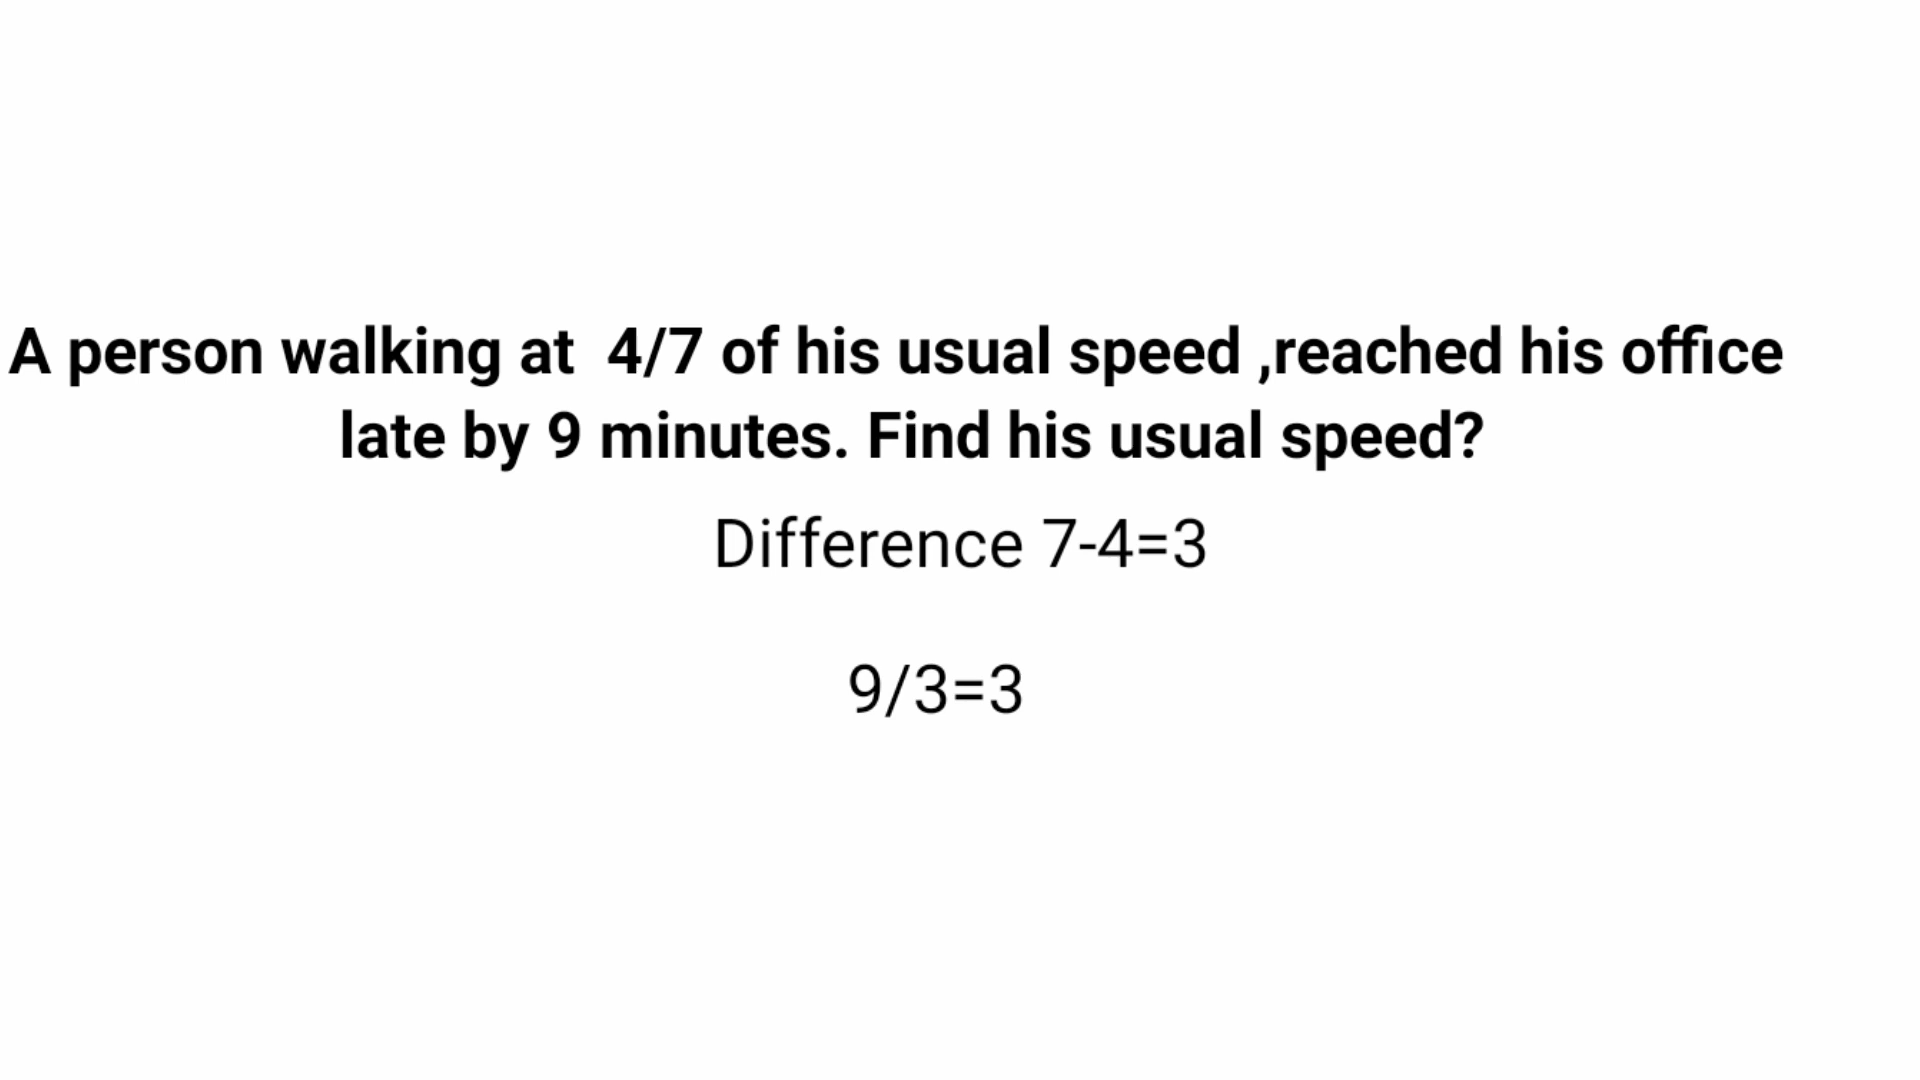 A person walking at  4/7 of his usual speed ,reached his office
late by 9 minutes. Find his usual speed?
Difference 7-4=3
9/3=3